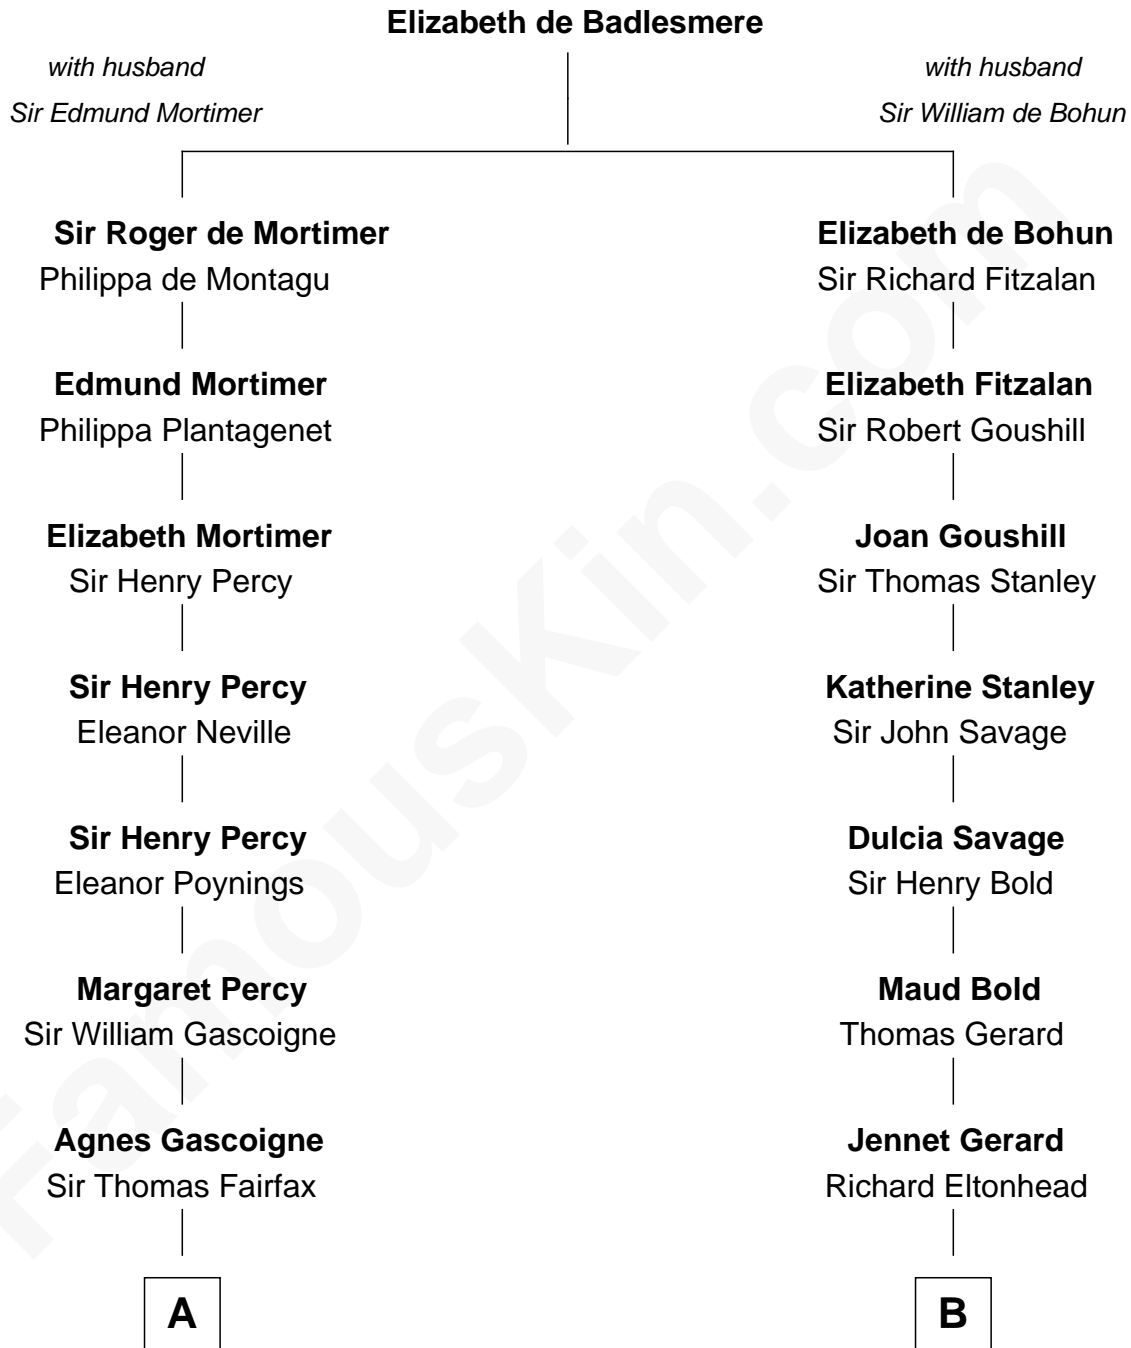 Elizabeth de Badlesmere
with husband
Sir Edmund Mortimer
with husband
Sir William de Bohun
Sir Roger de Mortimer
Philippa de Montagu
Elizabeth de Bohun
Sir Richard Fitzalan
Edmund Mortimer
Philippa Plantagenet
Elizabeth Fitzalan
Sir Robert Goushill
Elizabeth Mortimer
Sir Henry Percy
Joan Goushill
Sir Thomas Stanley
Sir Henry Percy
Eleanor Neville
Katherine Stanley
Sir John Savage
Sir Henry Percy
Eleanor Poynings
Dulcia Savage
Sir Henry Bold
Margaret Percy
Sir William Gascoigne
Maud Bold
Thomas Gerard
Agnes Gascoigne
Sir Thomas Fairfax
Jennet Gerard
Richard Eltonhead
A
B
FamousKin.com